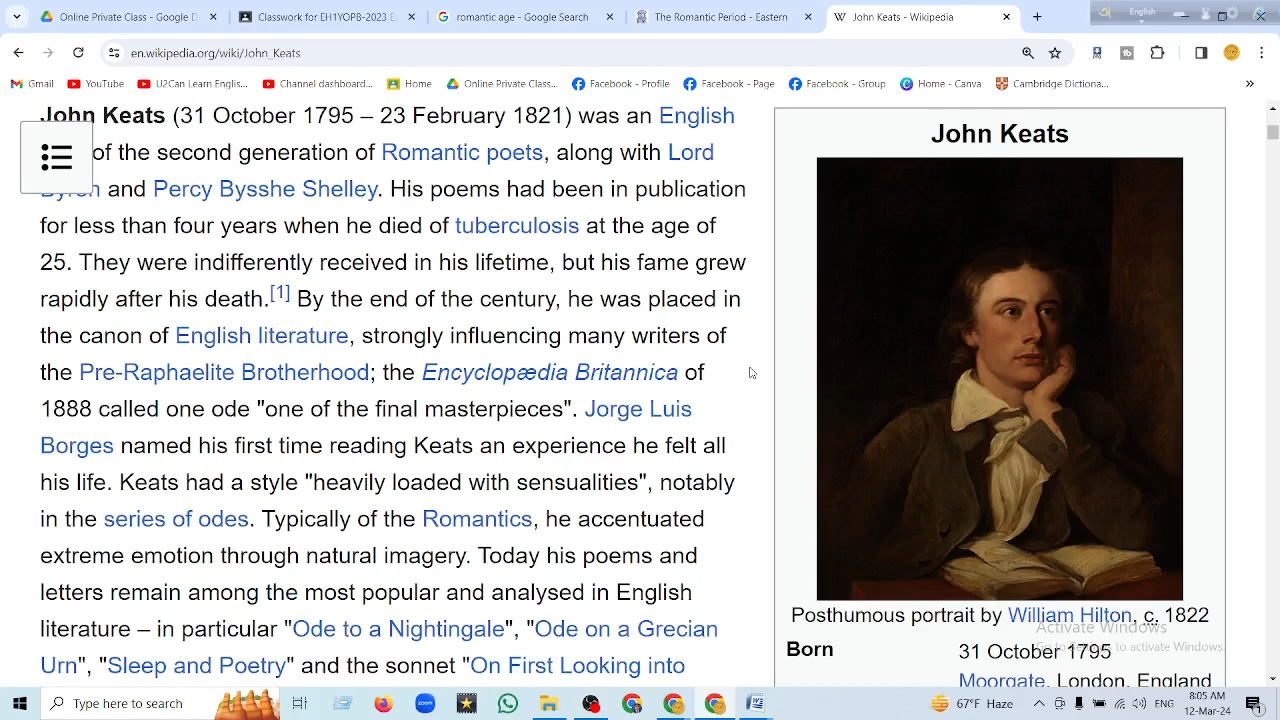 Online Private Class - Google D
Classwork for EH1YOPB-2023 E
romantic age - Google Search
The Romantic Period - Eastern
John Keats - Wikipedia
English
en.wikipedia.org/wiki/John_Keats
Gmail
YouTube
U2Can Learn Englis...
Channel dashboard...
Home
Online Private Class...
Facebook - Profile
Facebook - Page
Facebook - Group
Home - Canva
Cambridge Dictiona...
John Keats (31 October 1795 – 23 February 1821) was an English
of the second generation of Romantic poets, along with Lord
Byron and Percy Bysshe Shelley. His poems had been in publication
for less than four years when he died of tuberculosis at the age of
25. They were indifferently received in his lifetime, but his fame grew
rapidly after his death.[1] By the end of the century, he was placed in
the canon of English literature, strongly influencing many writers of
the Pre-Raphaelite Brotherhood; the Encyclopædia Britannica of
1888 called one ode "one of the final masterpieces". Jorge Luis
Borges named his first time reading Keats an experience he felt all
his life. Keats had a style "heavily loaded with sensualities", notably
in the series of odes. Typically of the Romantics, he accentuated
extreme emotion through natural imagery. Today his poems and
letters remain among the most popular and analysed in English
literature – in particular "Ode to a Nightingale", "Ode on a Grecian
Urn", "Sleep and Poetry" and the sonnet "On First Looking into
John Keats
Posthumous portrait by William Hilton, c. 1822
Born
31 October 1795
Moorgate, London, England
Activate Windows
Go to Settings to activate Windows.
Type here to search
67°F Haze
ENG
8:05 AM
12-Mar-24